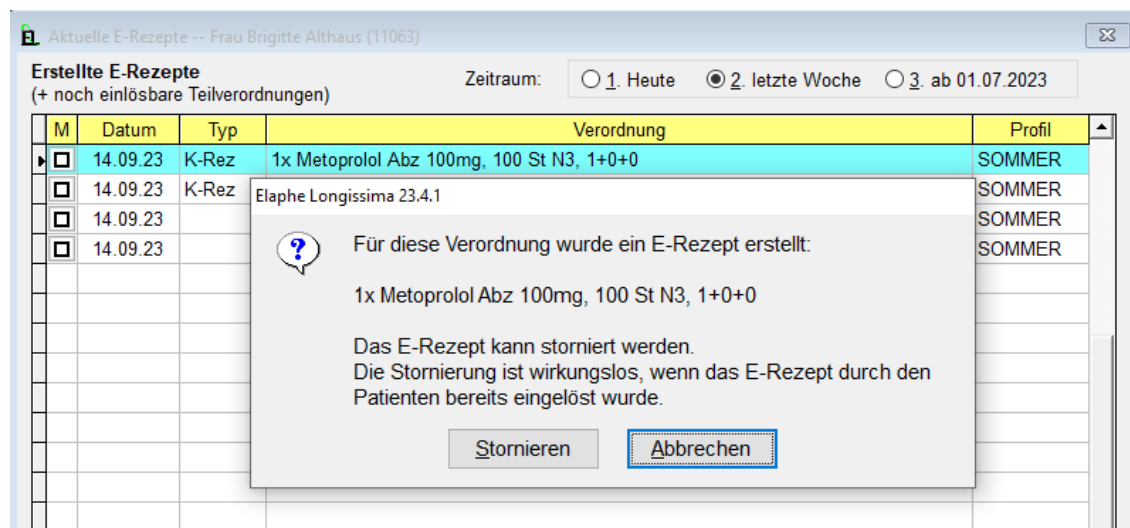 Aktuelle E-Rezepte -- Frau Brigitte Althaus (11063)
Erstellte E-Rezepte
(+ noch einlösbare Teilverordnungen)
Zeitraum: 1. Heute 2. letzte Woche 3. ab 01.07.2023
M Datum Typ Verordnung Profil
14.09.23 K-Rez 1x Metoprolol Abz 100mg, 100 St N3, 1+0+0 SOMMER
14.09.23 K-Rez SOMMER
14.09.23 SOMMER
14.09.23 SOMMER
Elaphe Longissima 23.4.1
Für diese Verordnung wurde ein E-Rezept erstellt:
1x Metoprolol Abz 100mg, 100 St N3, 1+0+0
Das E-Rezept kann storniert werden.
Die Stornierung ist wirkungslos, wenn das E-Rezept durch den
Patienten bereits eingelöst wurde.
Stornieren Abbrechen